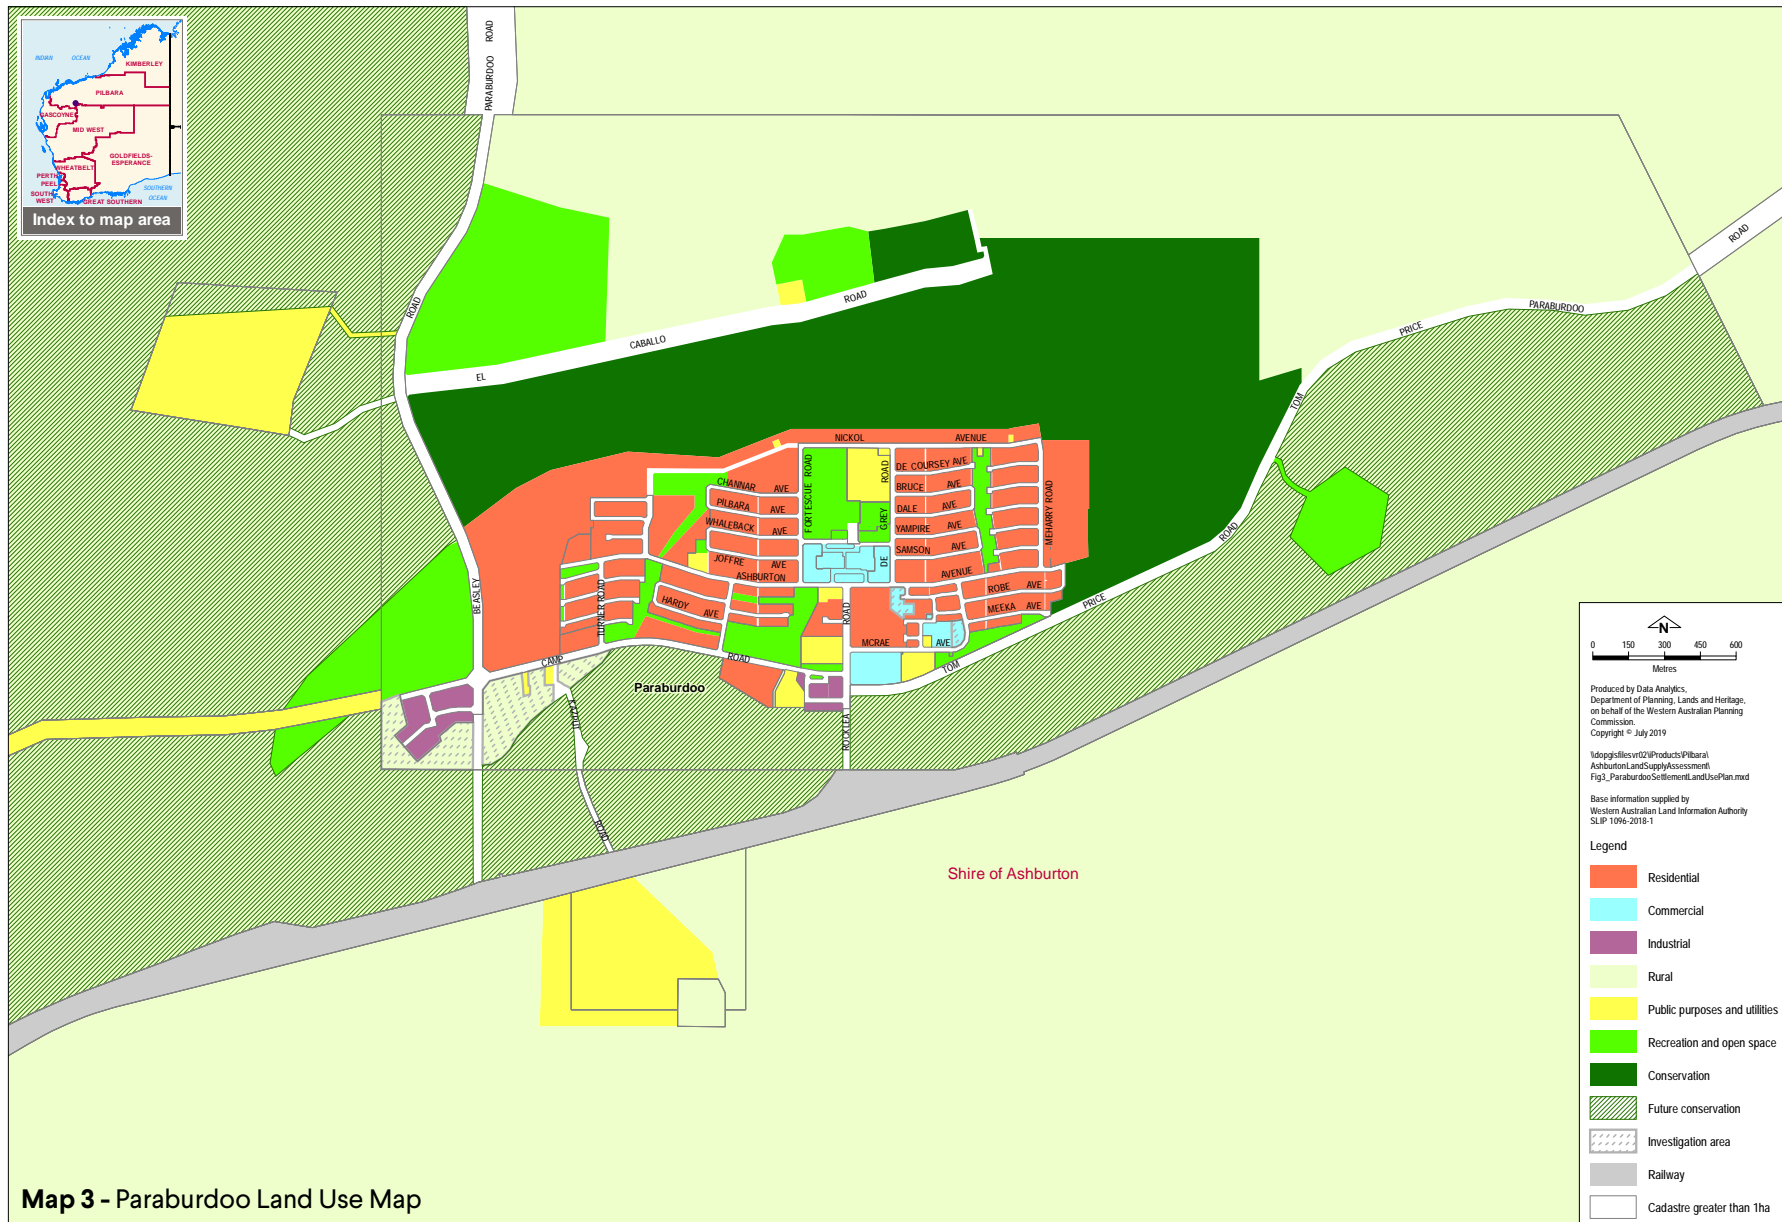 INDIAN OCEAN
KIMBERLEY
PILBARA
GASCOYNE
MID WEST
GOLDFIELDS-
ESPERANCE
WHEATBELT
PERTH
PEEL
SOUTH
WEST
GREAT SOUTHERN
SOUTHERN
OCEAN
Index to map area
PARABURDOO ROAD
ROAD
ROAD
PARABURDOO
PRICE
TOM
ROAD
CABALLO
EL
ROAD
NICKOL AVENUE
DE COURSEY AVE
CHANNAR AVE
FORTESCUE ROAD
ROAD
BRUCE AVE
PILBARA AVE
DALE AVE
MEHARRY ROAD
WHALEBACK AVE
GREY
YAMPIRE AVE
JOFFRE AVE
DE
SAMSON AVE
ASHBURTON
AVENUE
ROBE AVE
BEASLEY
TURNER ROAD
HARDY AVE
ROAD
MEEKA AVE
PRICE
MCRAE AVE
CAMP
ROAD
TOM
Paraburdoo
KAZPUT
ROCKLEA
ROAD
Shire of Ashburton
N
0 150 300 450 600
Metres
Produced by Data Analytics,
Department of Planning, Lands and Heritage,
on behalf of the Western Australian Planning
Commission.
Copyright © July 2019
\\dopgisfilesvr02\iProducts\Pilbara\
AshburtonLandSupplyAssessment\
Fig3_ParaburdooSettlementLandUsePlan.mxd
Base information supplied by
Western Australian Land Information Authority
SLIP 1096-2018-1
Legend
Residential
Commercial
Industrial
Rural
Public purposes and utilities
Recreation and open space
Conservation
Future conservation
Investigation area
Railway
Cadastre greater than 1ha
Map 3 - Paraburdoo Land Use Map